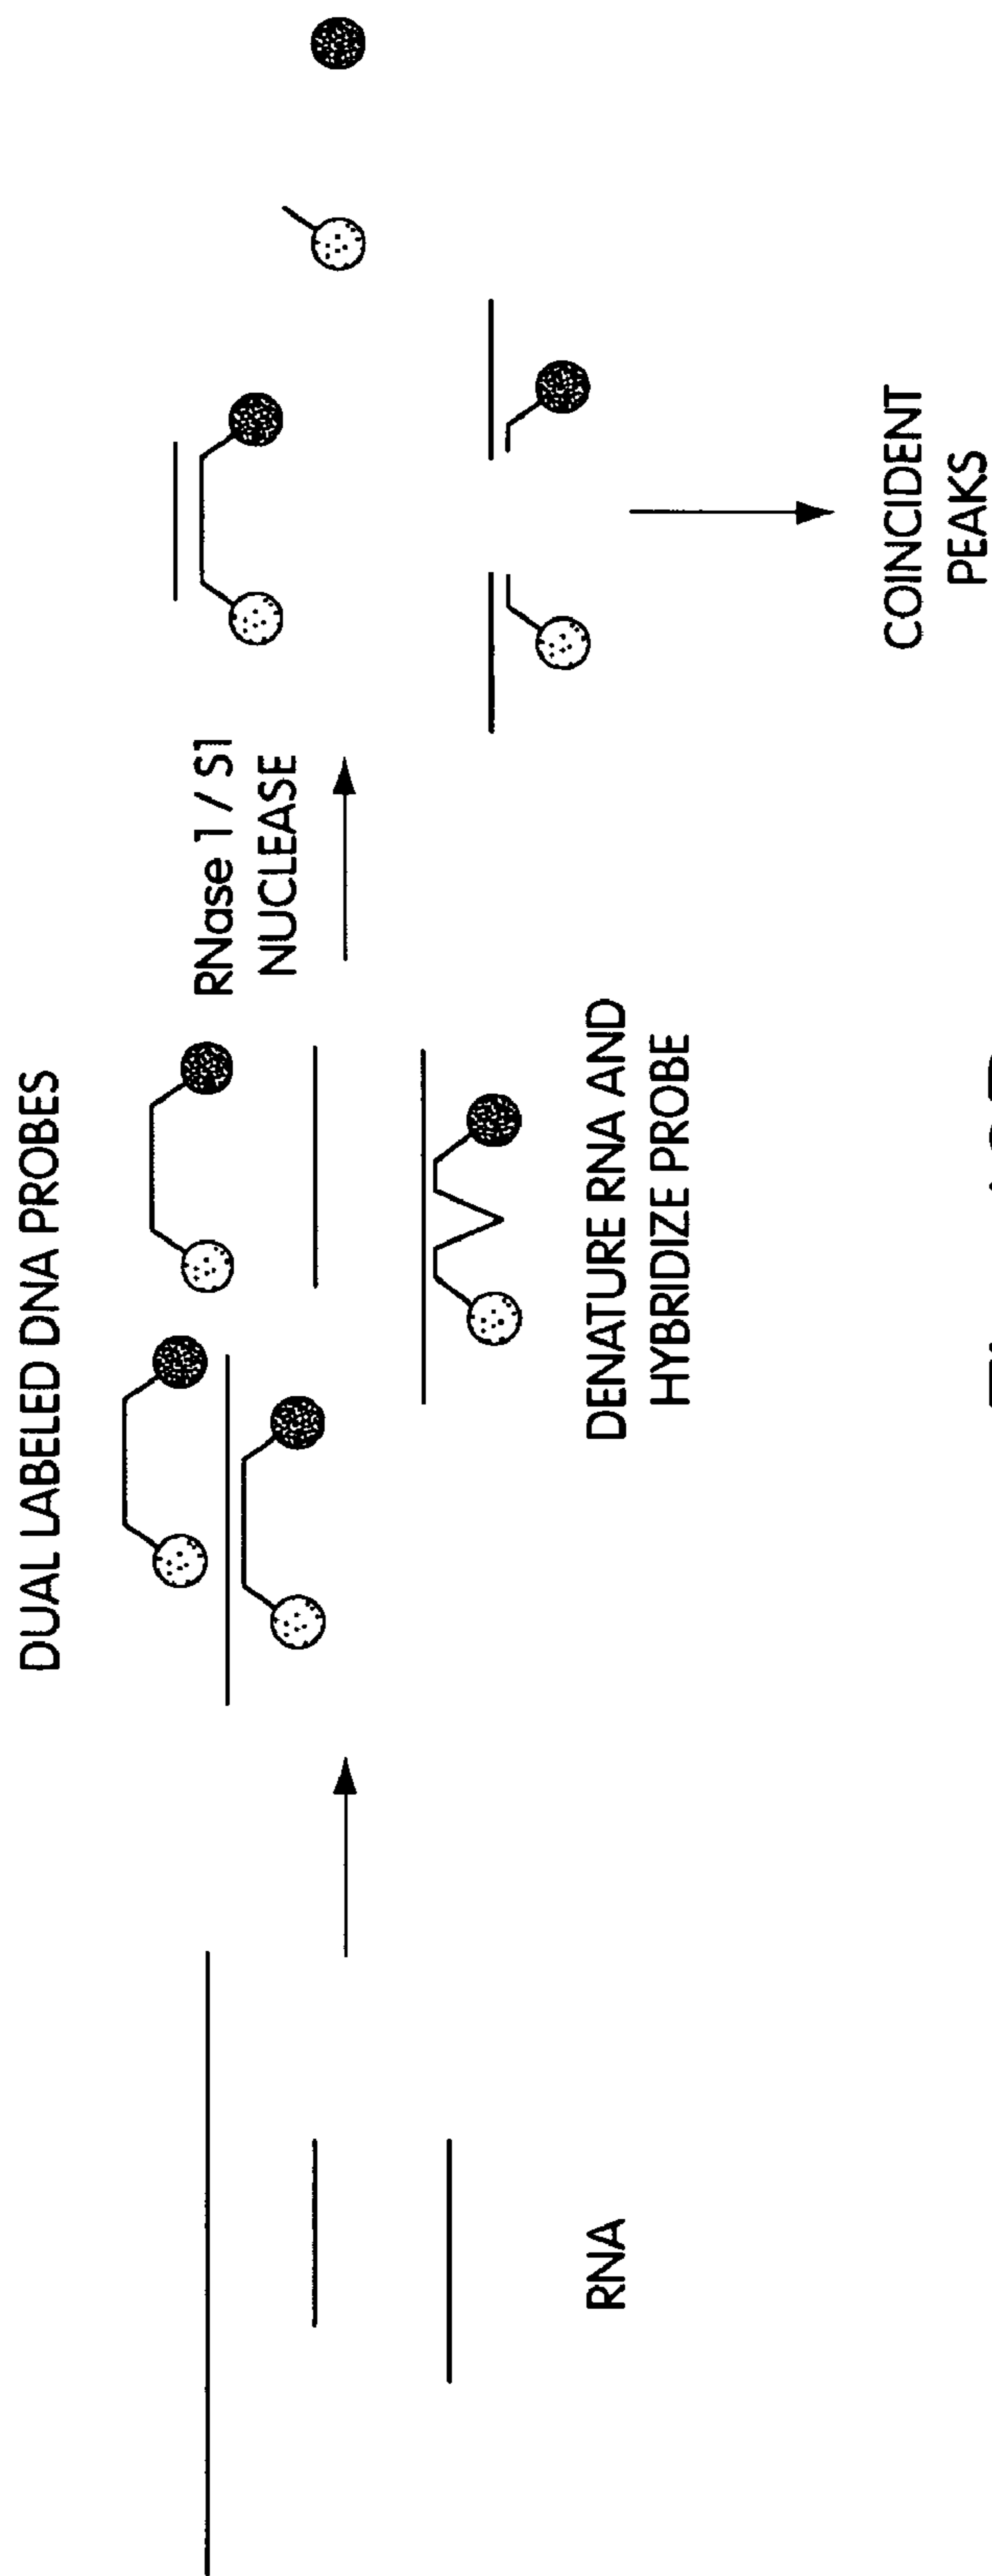 RNA
DUAL LABELED DNA PROBES
DENATURE RNA AND
HYBRIDIZE PROBE
RNase 1 / S1
NUCLEASE
COINCIDENT
PEAKS